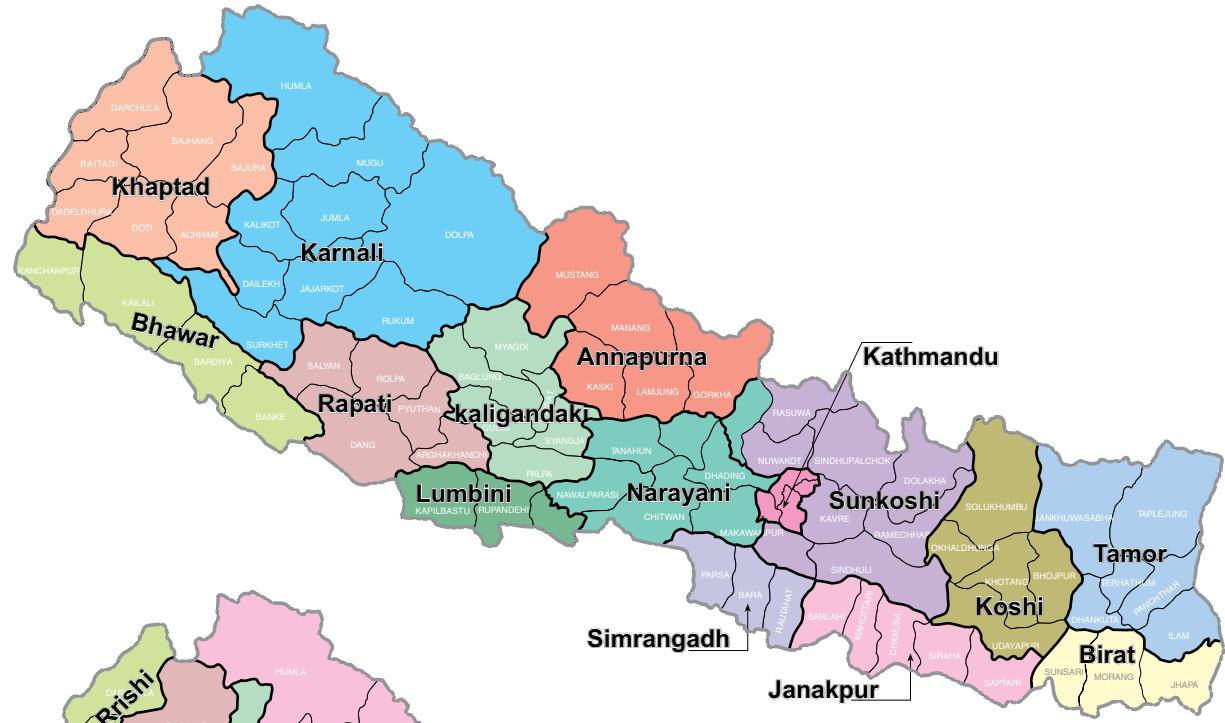 HUMLA
DARCHULA
BAJHANG
BAITADI
BAJURA
MUGU
Khaptad
DADELDHURA
DOTI
ACHHAM
KALIKOT
JUMLA
DOLPA
Karnali
KANCHANPUR
DAILEKH
JAJARKOT
MUSTANG
KAILALI
RUKUM
MANANG
Bhawar
SURKHET
MYAGDI
Annapurna
Kathmandu
BARDIYA
SALYAN
ROLPA
BAGLUNG
KASKI
LAMJUNG
GORKHA
Rapati
PYUTHAN
kaligandaki
RASUWA
BANKE
SYANGJA
DANG
TANAHUN
ARGHAKHANCHI
NUWAKOT
SINDHUPALCHOK
PALPA
DHADING
DOLAKHA
Lumbini
NAWALPARASI
Narayani
Sunkoshi
KAPILBASTU
RUPANDEHI
CHITWAN
KAVRE
SOLUKHUMBU
SANKHUWASABHA
TAPLEJUNG
MAKAWANPUR
RAMECHHAP
OKHALDHUNGA
Tamor
PARSA
SINDHULI
KHOTANG
BHOJPUR
TERHATHUM
PANCHTHAR
BARA
RAUTAHAT
SARLAHI
MAHOTTARI
DHANUSA
Koshi
DHANKUTA
ILAM
Simrangadh
UDAYAPUR
SIRAHA
Birat
SUNSARI
MORANG
JHAPA
Janakpur
SAPTARI
HUMLA
Rrishi